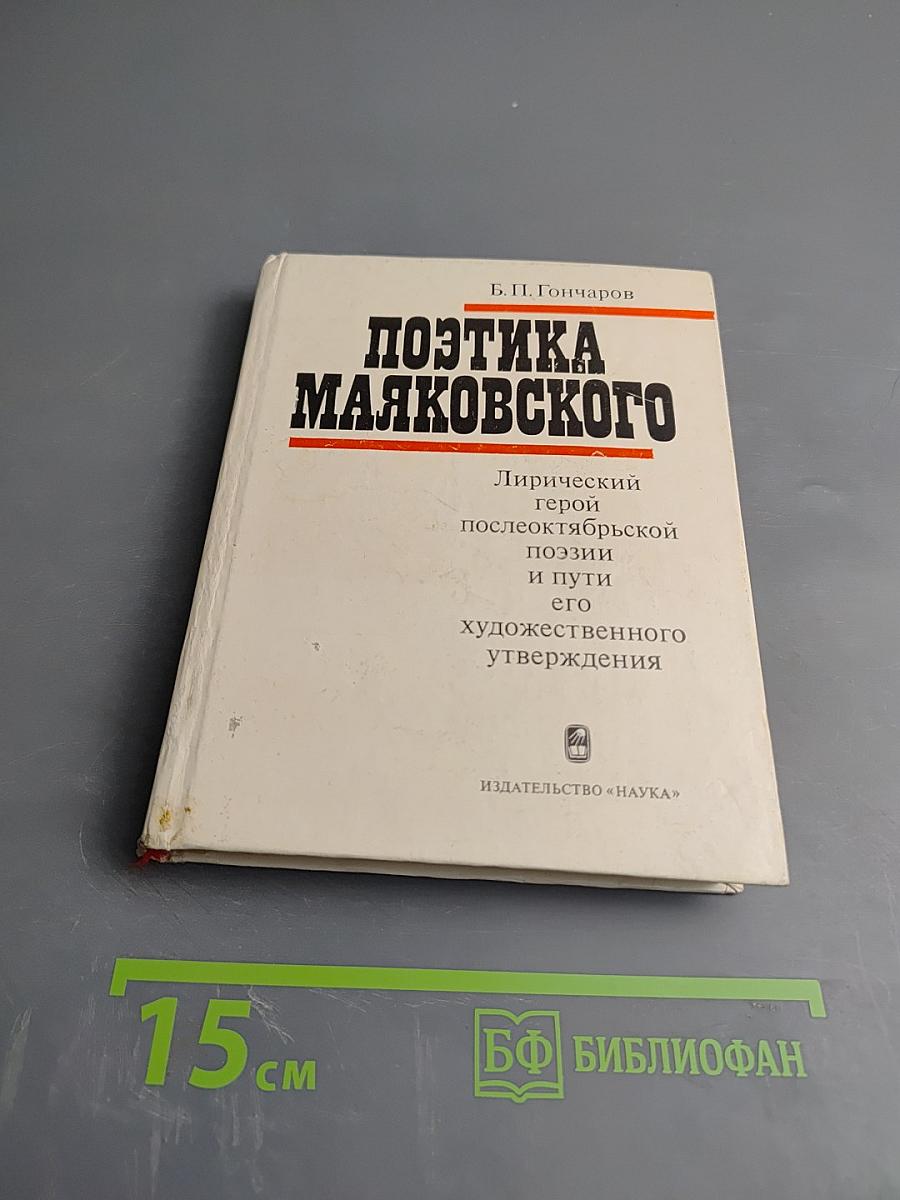 Б. П. Гончаров
ПОЭТИКА
МАЯКОВСКОГО
Лирический
герой
послеоктябрьской
поэзии
и пути
его
художественного
утверждения
ИЗДАТЕЛЬСТВО «НАУКА»
15 см
БФ БИБЛИОФАН